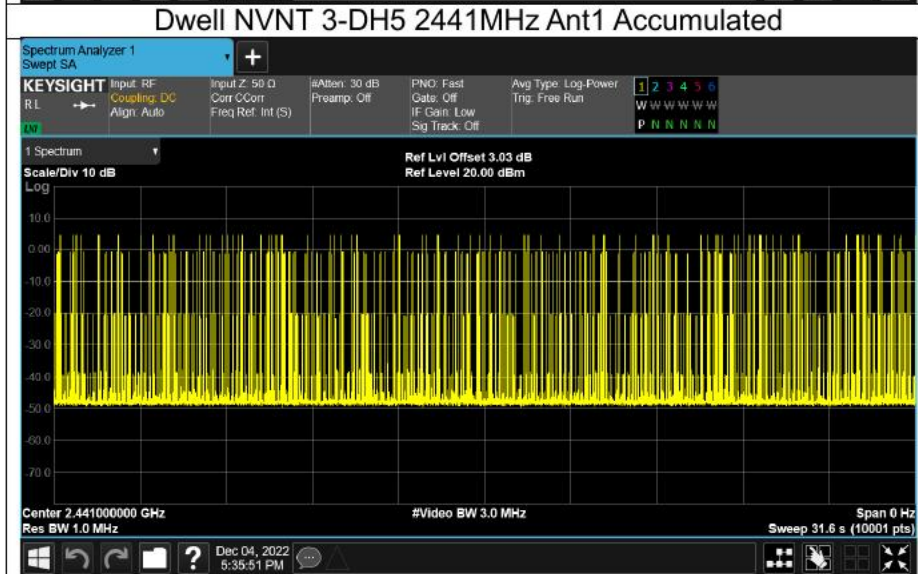 Dwell NVNT 3-DH5 2441MHz Ant1 Accumulated
Spectrum Analyzer 1
Swept SA
+
KEYSIGHT Input: RF Input Z: 50 Ω #Atten: 30 dB PNO: Fast Avg Type: Log-Power 1 2 3 4 5 6
R L Coupling: DC Corr CCorr Preamp: Off Gate: Off Trig: Free Run W W W W W W
Align: Auto Freq Ref: Int (S) IF Gain: Low
LXI Sig Track: Off P N N N N N
1 Spectrum
Ref Lvl Offset 3.03 dB
Scale/Div 10 dB Ref Level 20.00 dBm
Log
10.0
0.00
-10.0
-20.0
-30.0
-40.0
-50.0
-60.0
-70.0
Center 2.441000000 GHz #Video BW 3.0 MHz Span 0 Hz
Res BW 1.0 MHz Sweep 31.6 s (10001 pts)
? Dec 04, 2022
5:35:51 PM